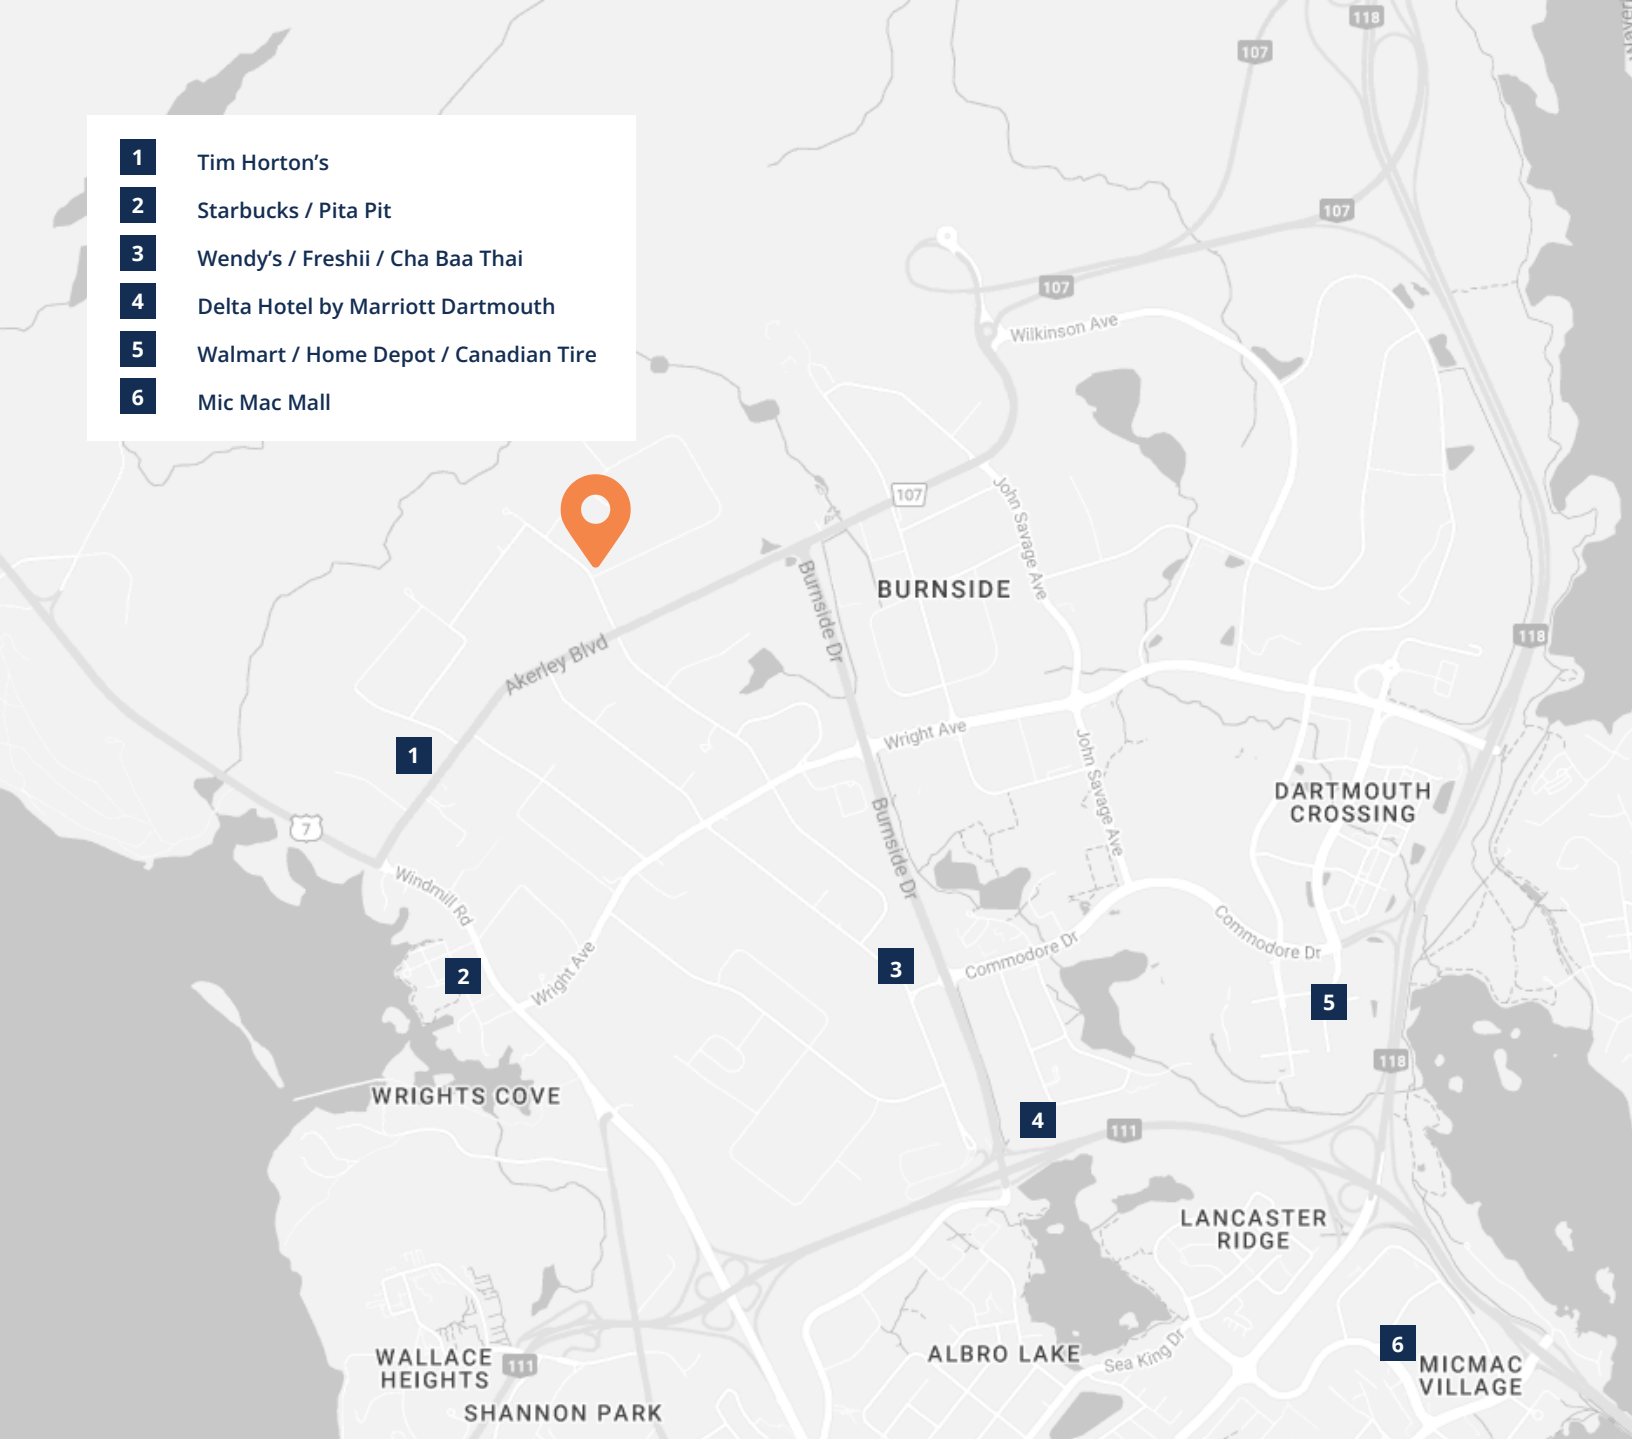 118
107
Waver
1 Tim Horton’s
2 Starbucks / Pita Pit
3 Wendy’s / Freshii / Cha Baa Thai
4 Delta Hotel by Marriott Dartmouth
5 Walmart / Home Depot / Canadian Tire
6 Mic Mac Mall
107
107
Wilkinson Ave
107
John Savage Ave
BURNSIDE
Burnside Dr
118
Akerley Blvd
Wright Ave
1
John Savage Ave
DARTMOUTH
CROSSING
7
Burnside Dr
Windmill Rd
Commodore Dr
Commodore Dr
Wright Ave
2
3
5
118
WRIGHTS COVE
4
111
LANCASTER
RIDGE
6
ALBRO LAKE
Sea King Dr
WALLACE
HEIGHTS
111
MICMAC
VILLAGE
SHANNON PARK